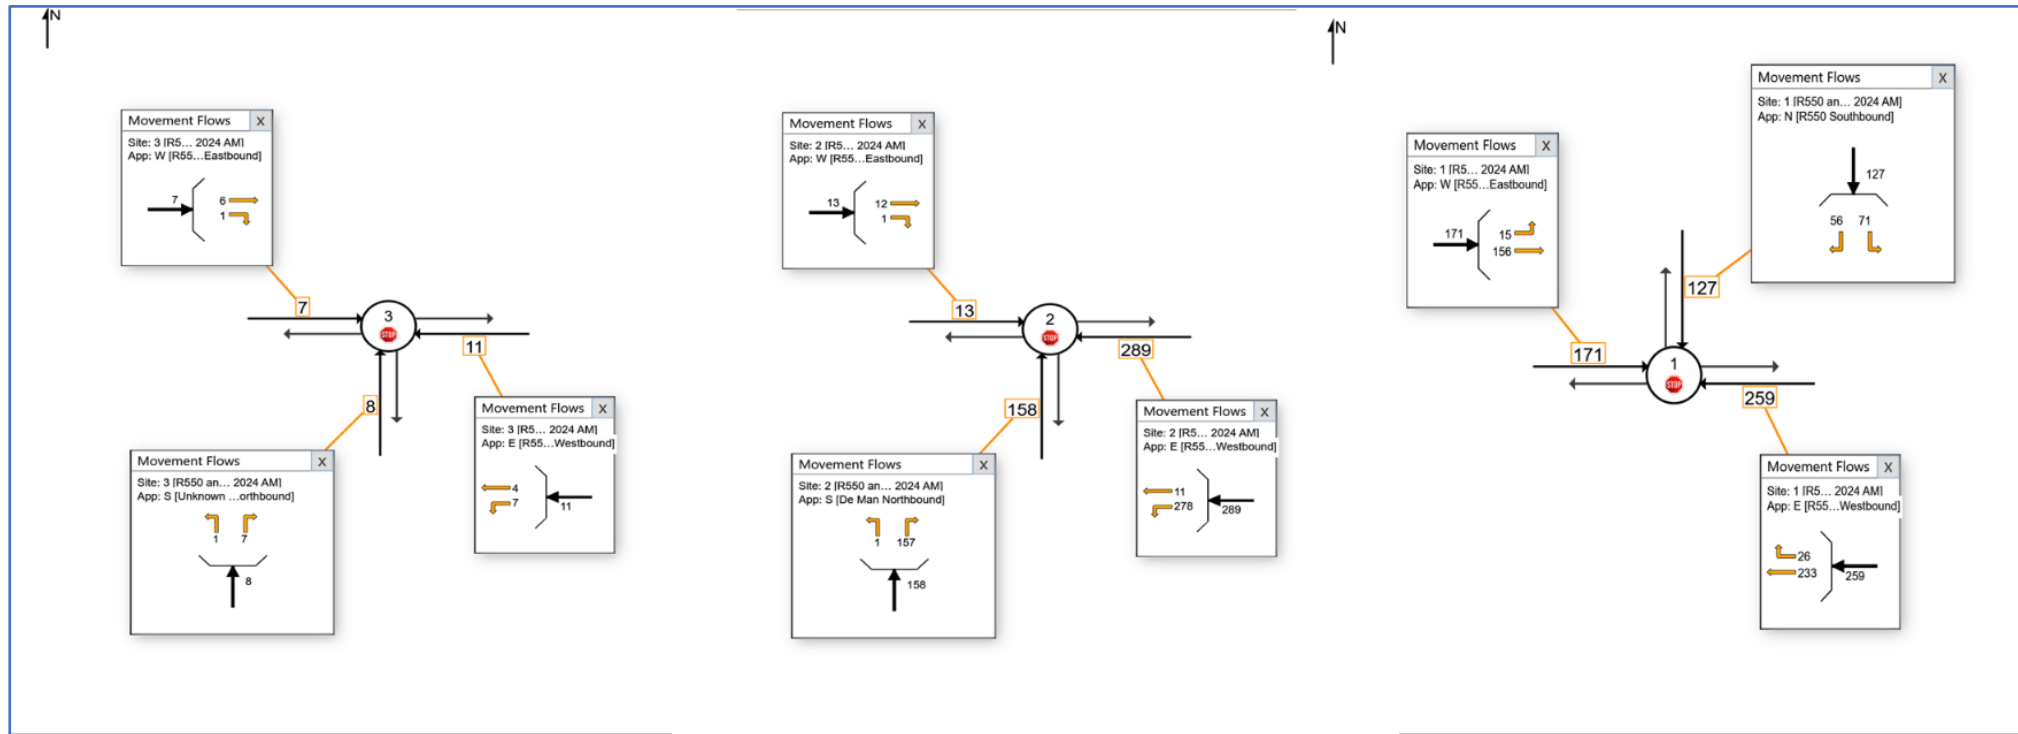 N
Movement Flows X
Site: 3 [R5... 2024 AM]
App: W [R55...Eastbound]
7
6
1
7
3
STOP
11
8
Movement Flows X
Site: 3 [R5... 2024 AM]
App: E [R55...Westbound]
4
7
11
Movement Flows X
Site: 3 [R550 an... 2024 AM]
App: S [Unknown ...orthbound]
1 7
8
Movement Flows X
Site: 2 [R5... 2024 AM]
App: W [R55...Eastbound]
13
12
1
13
2
STOP
289
158
Movement Flows X
Site: 2 [R5... 2024 AM]
App: E [R55...Westbound]
11
278
289
Movement Flows X
Site: 2 [R550 an... 2024 AM]
App: S [De Man Northbound]
1 157
158
N
Movement Flows X
Site: 1 [R550 an... 2024 AM]
App: N [R550 Southbound]
127
56 71
Movement Flows X
Site: 1 [R5... 2024 AM]
App: W [R55...Eastbound]
171
15
156
127
171
1
STOP
259
Movement Flows X
Site: 1 [R5... 2024 AM]
App: E [R55...Westbound]
26
233
259